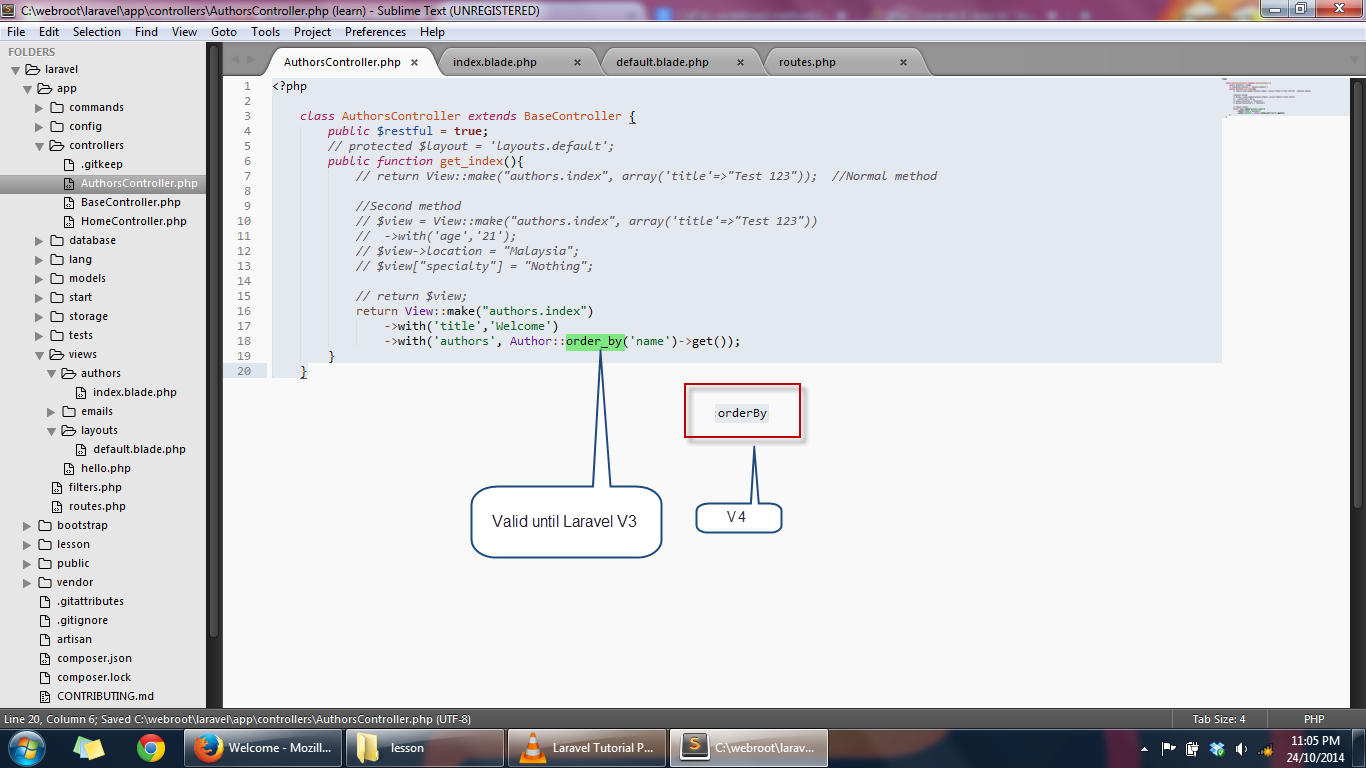 C:\webroot\laravel\app\controllers\AuthorsController.php (learn) - Sublime Text (UNREGISTERED)
File Edit Selection Find View Goto Tools Project Preferences Help
FOLDERS
laravel
app
commands
config
controllers
.gitkeep
AuthorsController.php
BaseController.php
HomeController.php
database
lang
models
start
storage
tests
views
authors
index.blade.php
emails
layouts
default.blade.php
hello.php
filters.php
routes.php
bootstrap
lesson
public
vendor
.gitattributes
.gitignore
artisan
composer.json
composer.lock
CONTRIBUTING.md
AuthorsController.php × index.blade.php × default.blade.php × routes.php ×
1 <?php
2
3 class AuthorsController extends BaseController {
4 public $restful = true;
5 // protected $layout = 'layouts.default';
6 public function get_index(){
7 // return View::make("authors.index", array('title'=>"Test 123")); //Normal method
8
9 //Second method
10 // $view = View::make("authors.index", array('title'=>"Test 123"))
11 // ->with('age','21');
12 // $view->location = "Malaysia";
13 // $view["specialty"] = "Nothing";
14
15 // return $view;
16 return View::make("authors.index")
17 ->with('title','Welcome')
18 ->with('authors', Author::order_by('name')->get());
19 }
20 }
orderBy
Valid until Laravel V3
V4
Line 20, Column 6; Saved C:\webroot\laravel\app\controllers\AuthorsController.php (UTF-8)
Tab Size: 4
PHP
Welcome - Mozill...
lesson
Laravel Tutorial P...
C:\webroot\larav...
11:05 PM
24/10/2014